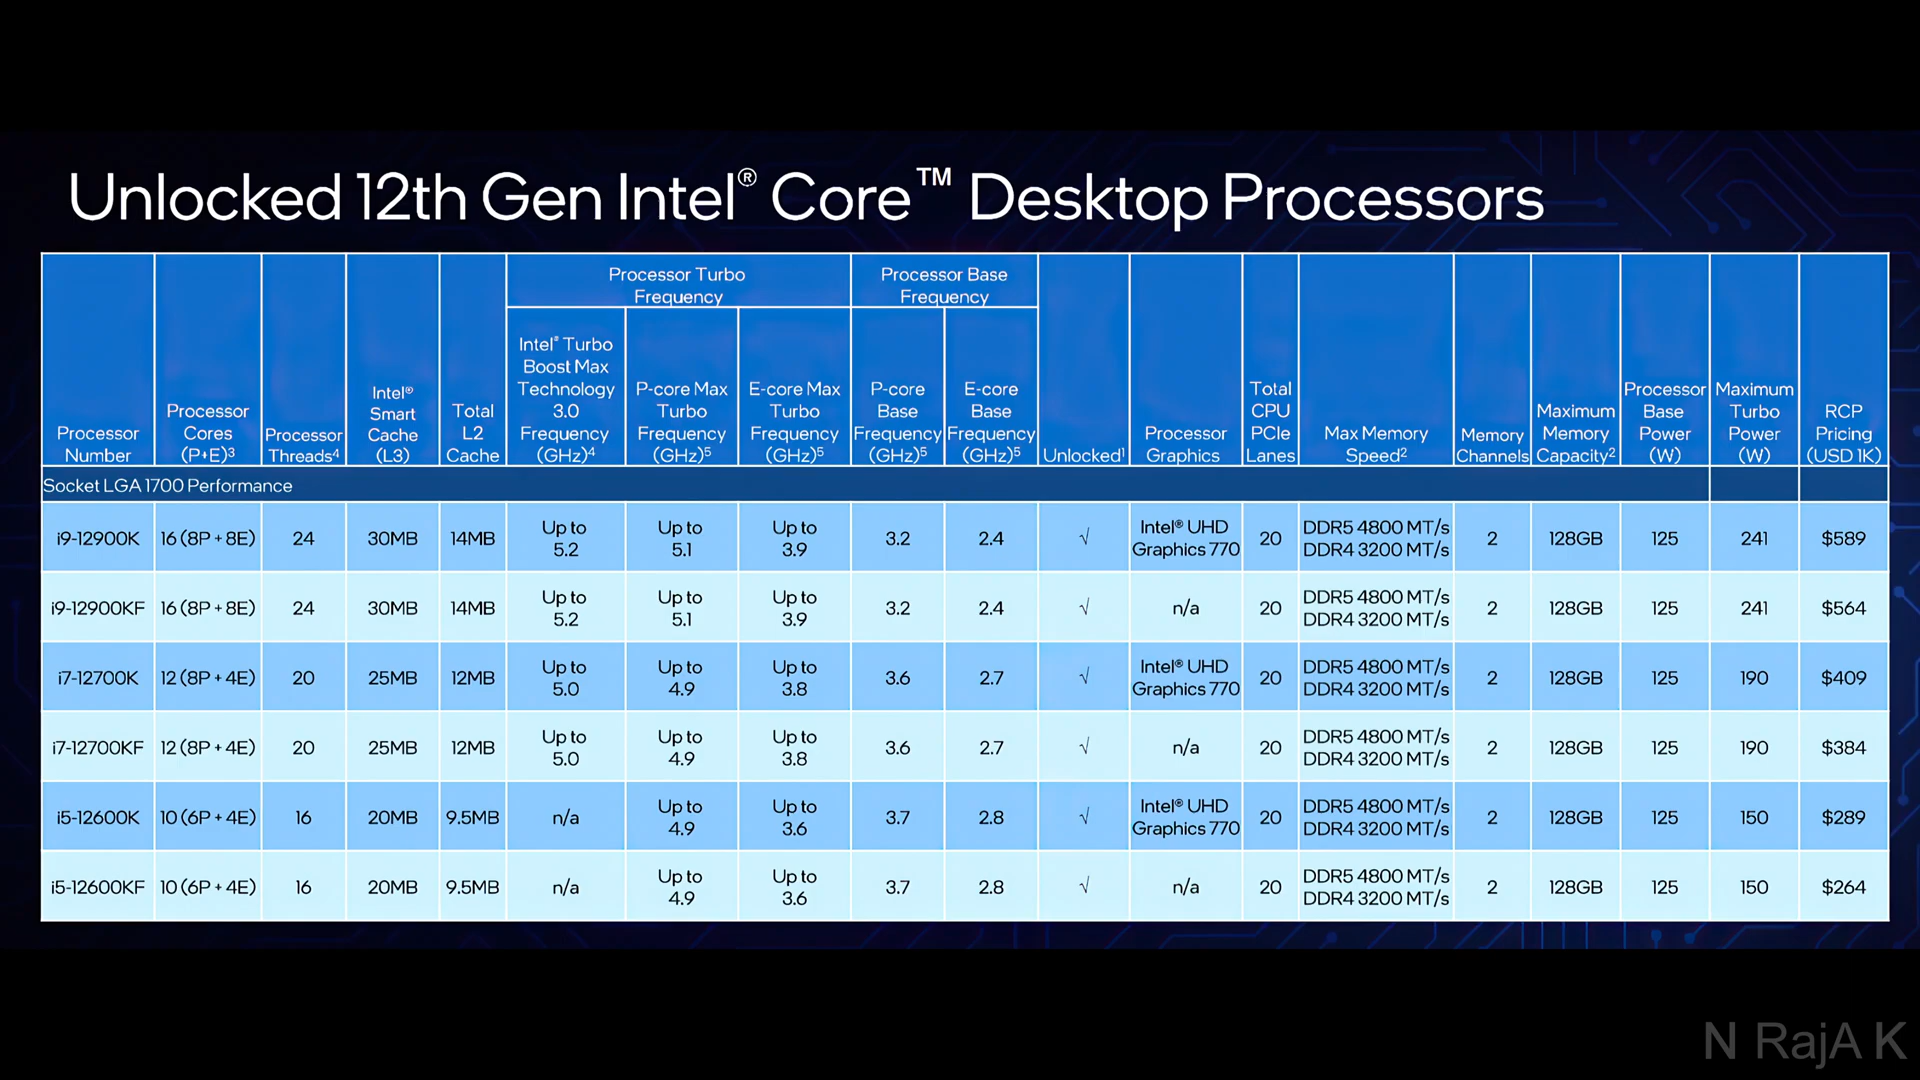 Unlocked 12th Gen Intel® Core™ Desktop Processors
Processor Number
Processor Cores (P+E)³
Processor Threads⁴
Intel® Smart Cache (L3)
Total L2 Cache
Processor Turbo Frequency
Intel® Turbo Boost Max Technology 3.0 Frequency (GHz)⁴
P-core Max Turbo Frequency (GHz)⁵
E-core Max Turbo Frequency (GHz)⁵
Processor Base Frequency
P-core Base Frequency (GHz)⁵
E-core Base Frequency (GHz)⁵
Unlocked¹
Processor Graphics
Total CPU PCIe Lanes
Max Memory Speed²
Memory Channels
Maximum Memory Capacity²
Processor Base Power (W)
Maximum Turbo Power (W)
RCP Pricing (USD 1K)
Socket LGA 1700 Performance
i9-12900K 16 (8P + 8E) 24 30MB 14MB Up to 5.2 Up to 5.1 Up to 3.9 3.2 2.4 √ Intel® UHD Graphics 770 20 DDR5 4800 MT/s DDR4 3200 MT/s 2 128GB 125 241 $589
i9-12900KF 16 (8P + 8E) 24 30MB 14MB Up to 5.2 Up to 5.1 Up to 3.9 3.2 2.4 √ n/a 20 DDR5 4800 MT/s DDR4 3200 MT/s 2 128GB 125 241 $564
i7-12700K 12 (8P + 4E) 20 25MB 12MB Up to 5.0 Up to 4.9 Up to 3.8 3.6 2.7 √ Intel® UHD Graphics 770 20 DDR5 4800 MT/s DDR4 3200 MT/s 2 128GB 125 190 $409
i7-12700KF 12 (8P + 4E) 20 25MB 12MB Up to 5.0 Up to 4.9 Up to 3.8 3.6 2.7 √ n/a 20 DDR5 4800 MT/s DDR4 3200 MT/s 2 128GB 125 190 $384
i5-12600K 10 (6P + 4E) 16 20MB 9.5MB n/a Up to 4.9 Up to 3.6 3.7 2.8 √ Intel® UHD Graphics 770 20 DDR5 4800 MT/s DDR4 3200 MT/s 2 128GB 125 150 $289
i5-12600KF 10 (6P + 4E) 16 20MB 9.5MB n/a Up to 4.9 Up to 3.6 3.7 2.8 √ n/a 20 DDR5 4800 MT/s DDR4 3200 MT/s 2 128GB 125 150 $264
N RajA K